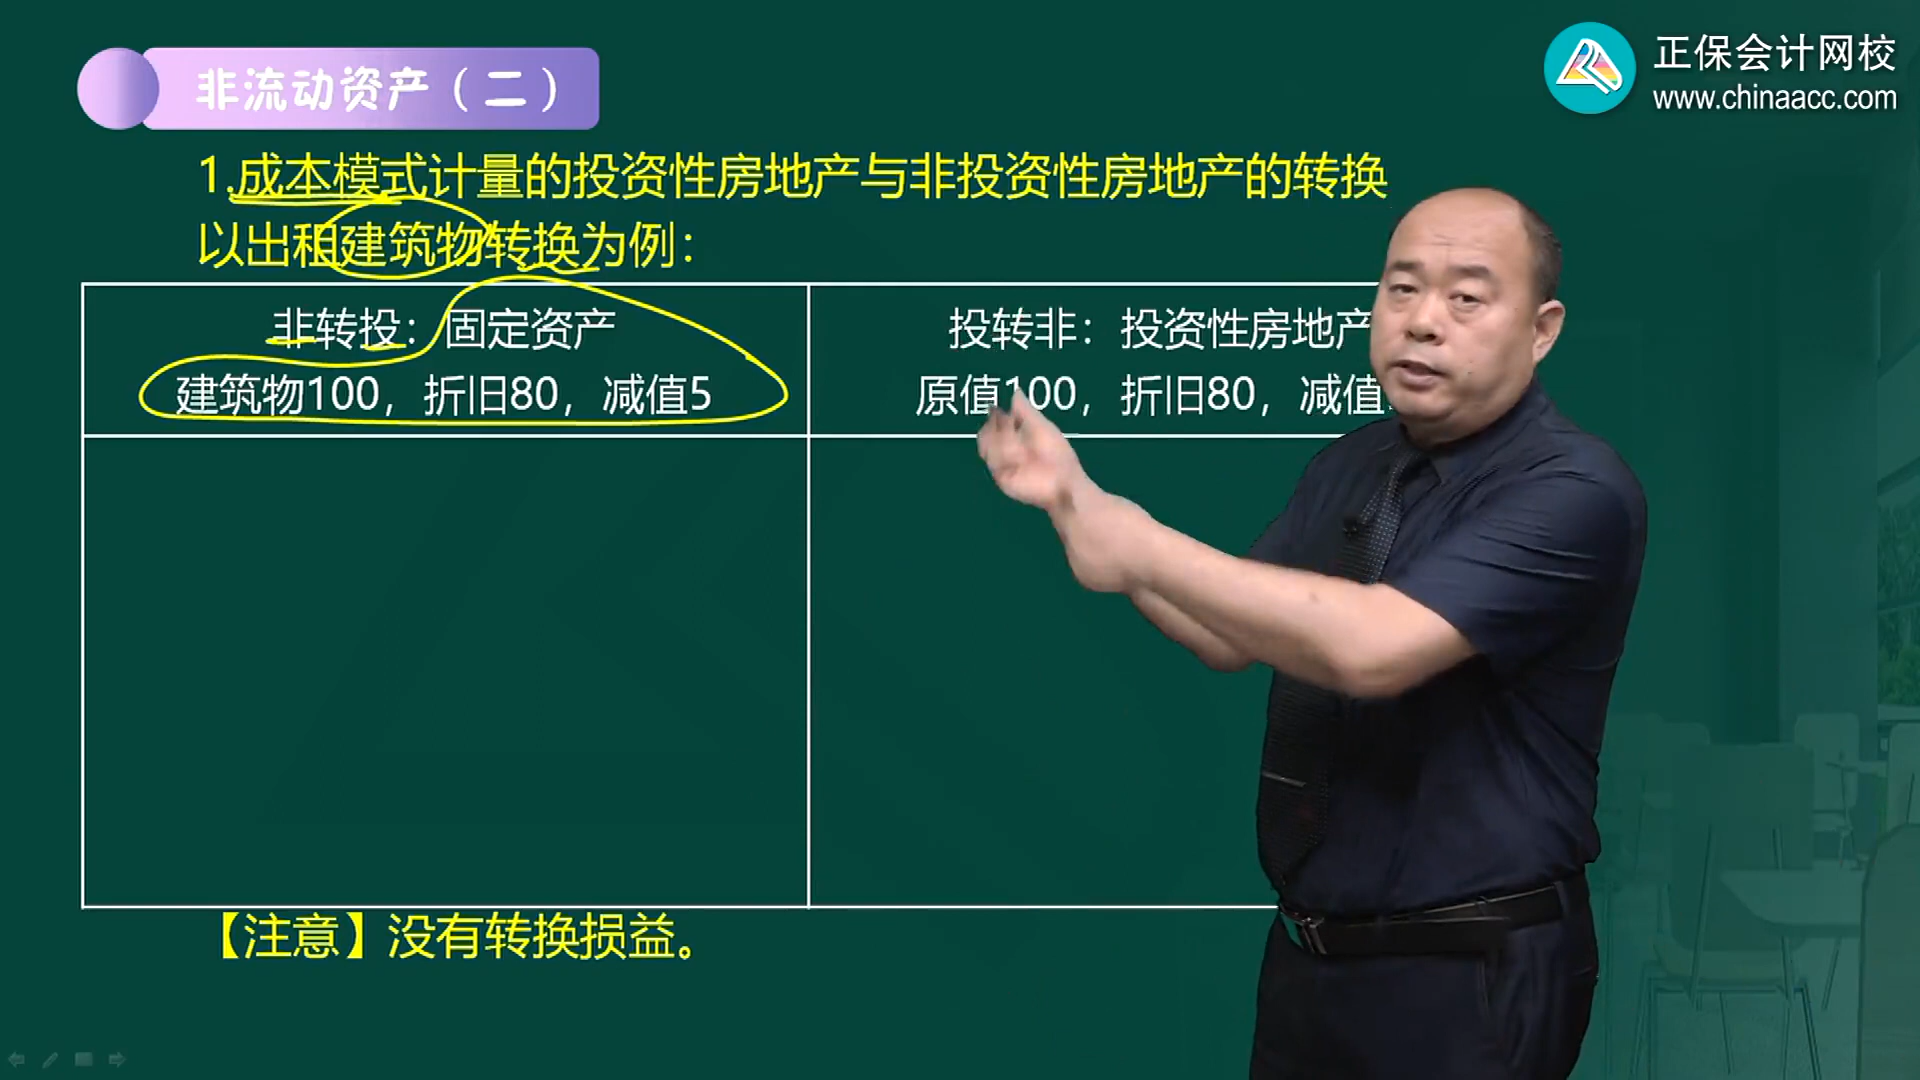 非流动资产（二）
正保会计网校
www.chinaacc.com
1.成本模式计量的投资性房地产与非投资性房地产的转换
以出租建筑物转换为例：
非转投：固定资产
建筑物100，折旧80，减值5
投转非：投资性房地产
原值100，折旧80，减值
【注意】没有转换损益。